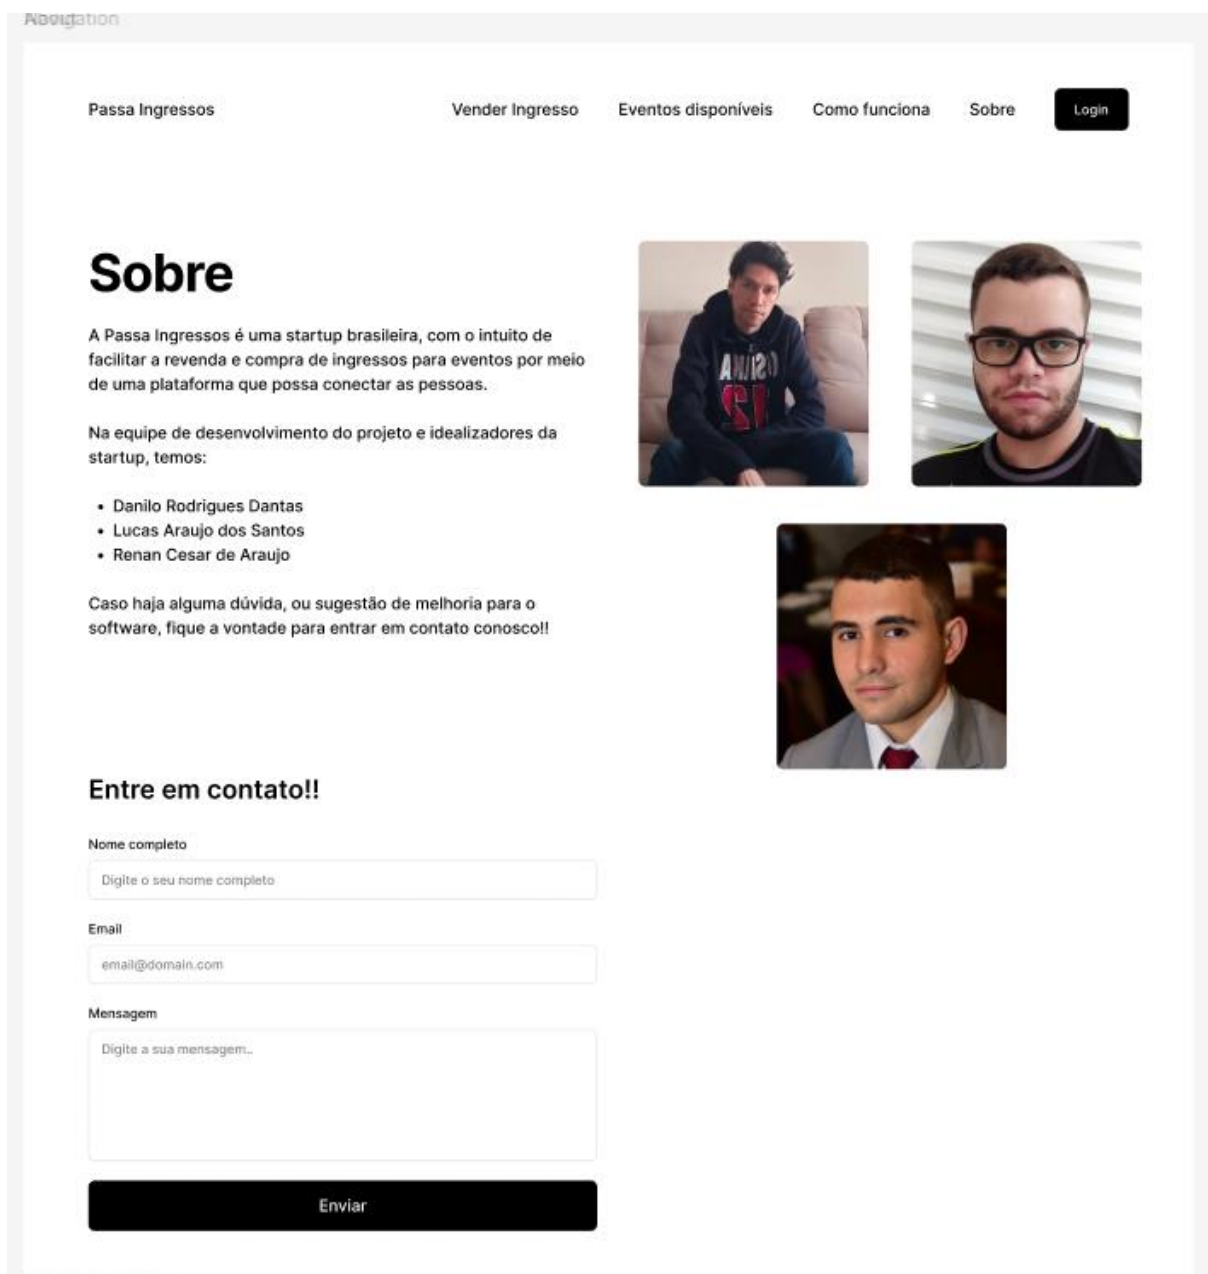 Passa Ingressos
Vender Ingresso
Eventos disponíveis
Como funciona
Sobre
Login
Sobre
A Passa Ingressos é uma startup brasileira, com o intuito de
facilitar a revenda e compra de ingressos para eventos por meio
de uma plataforma que possa conectar as pessoas.
Na equipe de desenvolvimento do projeto e idealizadores da
startup, temos:
• Danilo Rodrigues Dantas
• Lucas Araujo dos Santos
• Renan Cesar de Araujo
Caso haja alguma dúvida, ou sugestão de melhoria para o
software, fique a vontade para entrar em contato conosco!!
Entre em contato!!
Nome completo
Digite o seu nome completo
Email
email@domain.com
Mensagem
Digite a sua mensagem..
Enviar